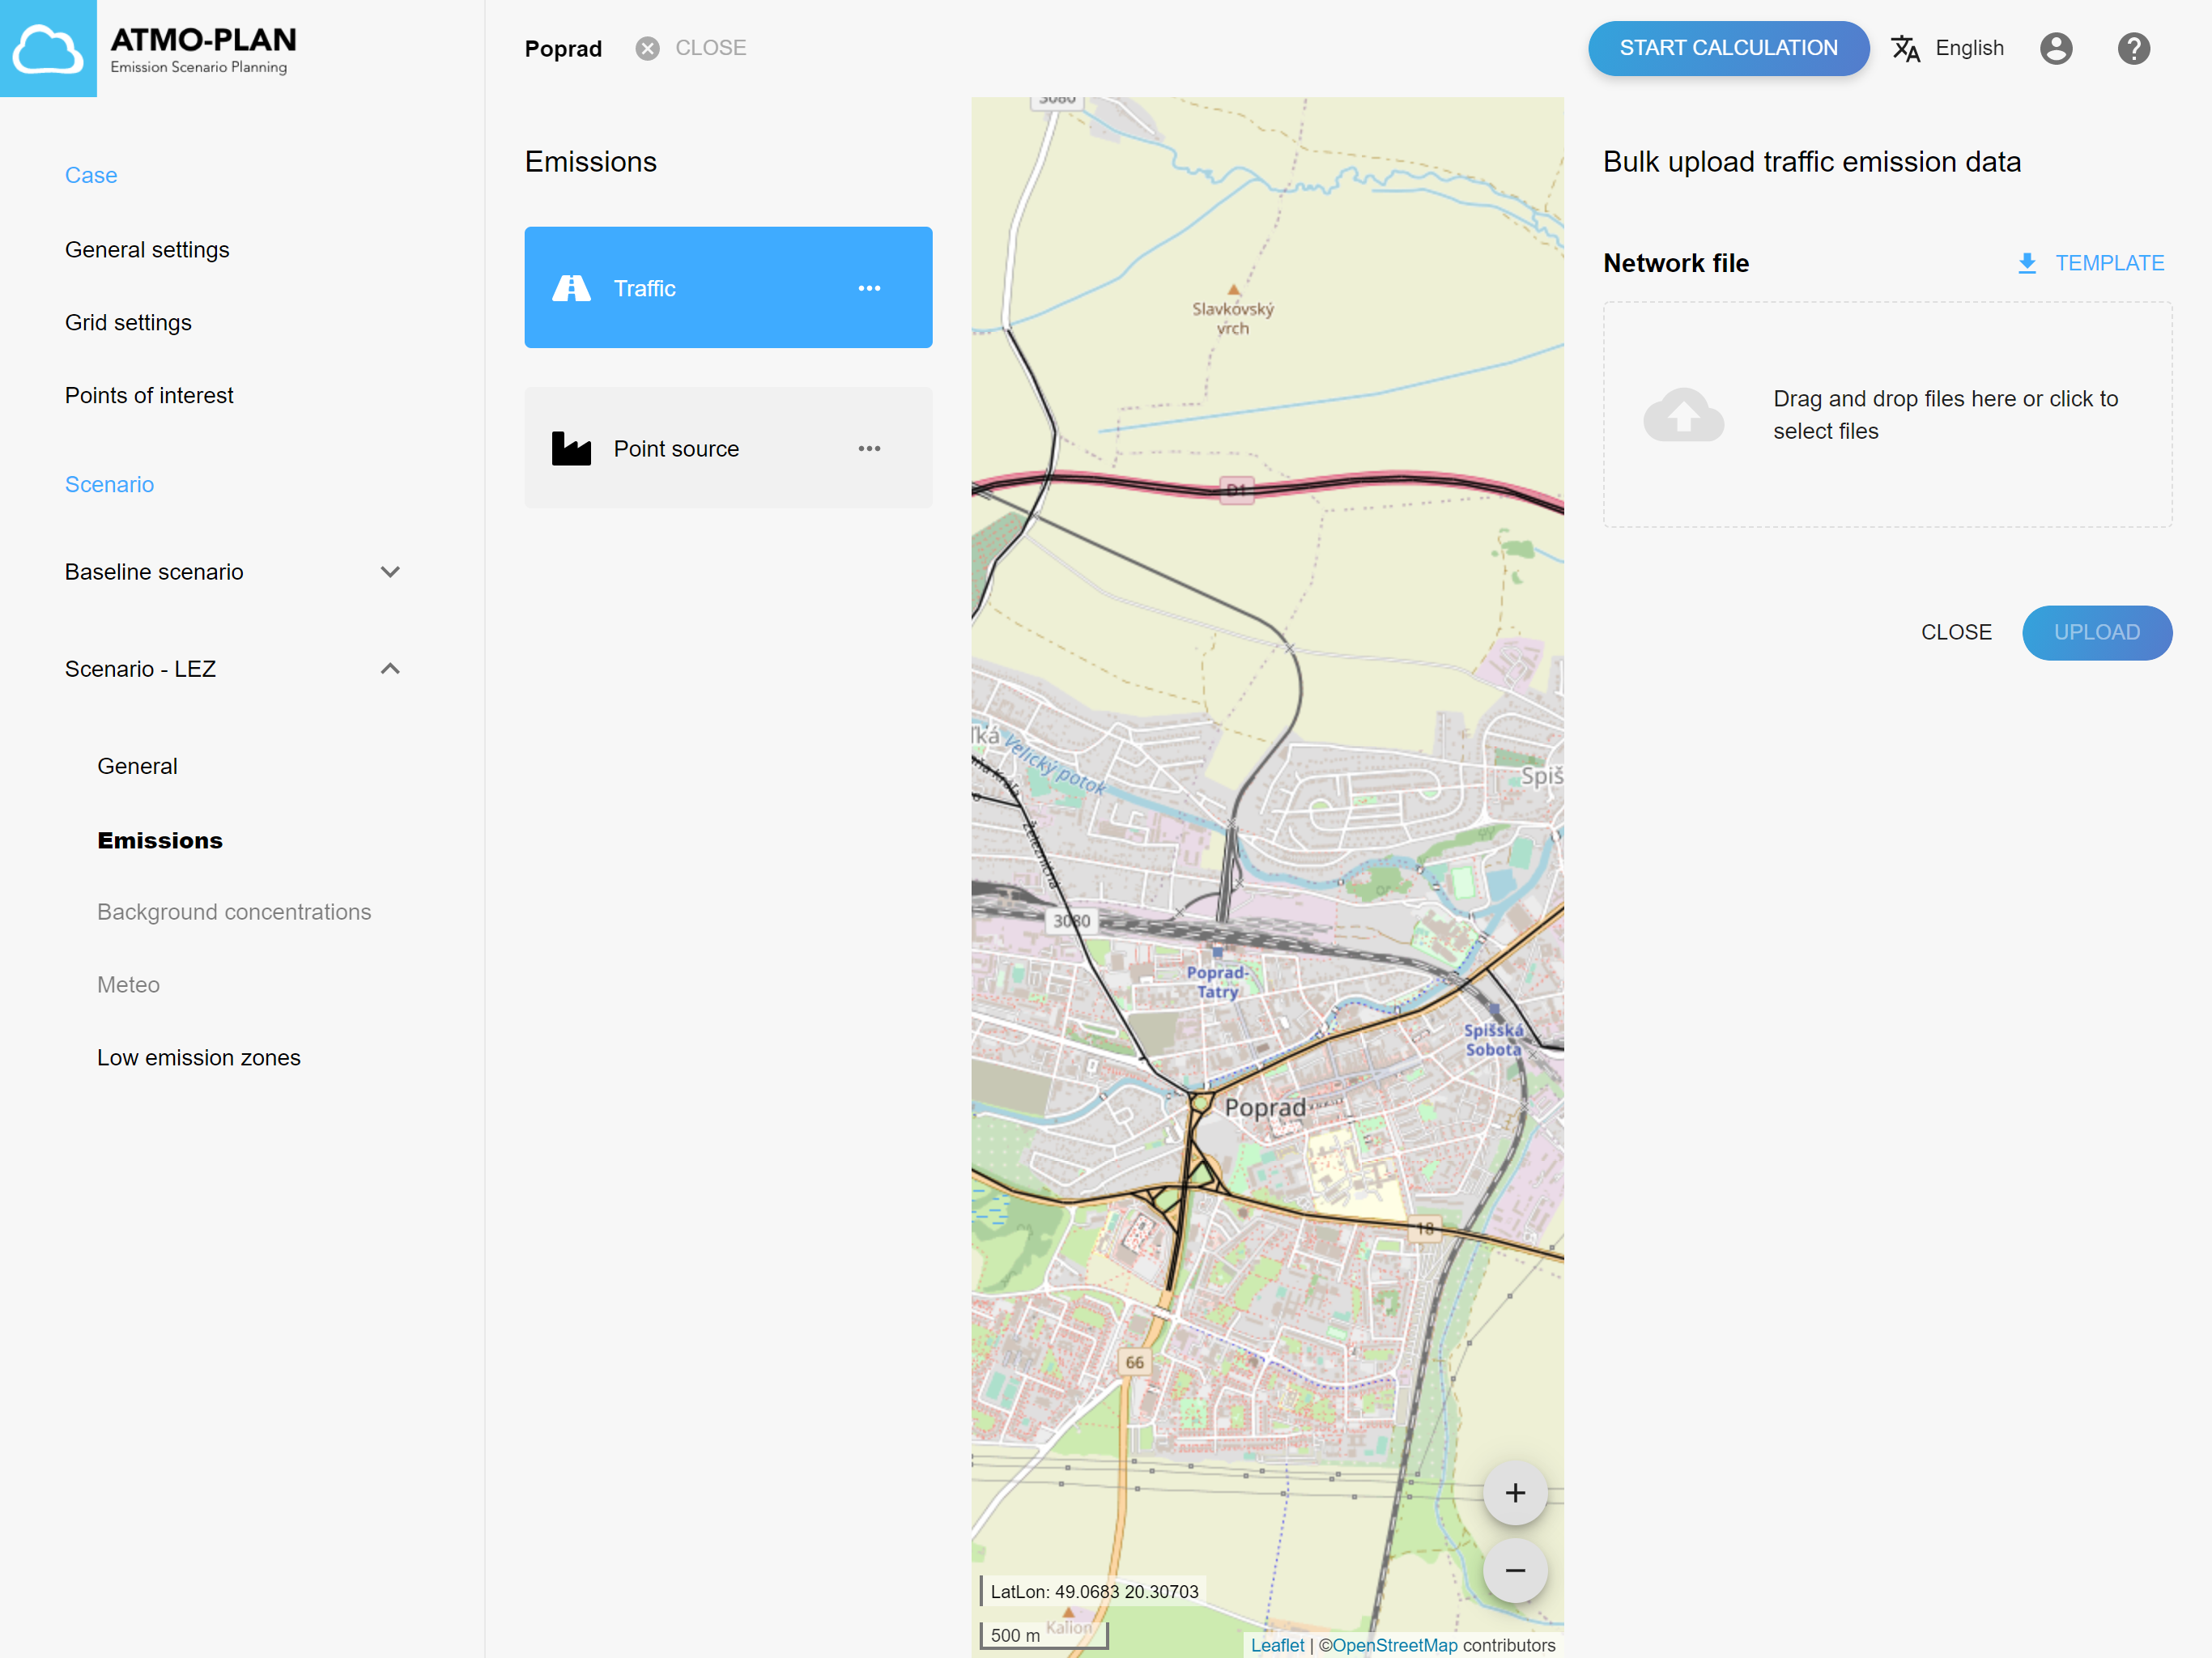 ATMO-PLAN
Emission Scenario Planning
Poprad
CLOSE
START CALCULATION
English
Case
General settings
Grid settings
Points of interest
Scenario
Baseline scenario
Scenario - LEZ
General
Emissions
Background concentrations
Meteo
Low emission zones
Emissions
Traffic
Point source
3080
Slavkovský
vrch
D1
Velický potok
Spiš
Železničná
3080
Poprad-
Tatry
Spišská
Sobota
Poprad
18
66
LatLon: 49.0683 20.30703
Kalion
500 m
Leaflet | ©OpenStreetMap contributors
Bulk upload traffic emission data
Network file
TEMPLATE
Drag and drop files here or click to
select files
CLOSE
UPLOAD